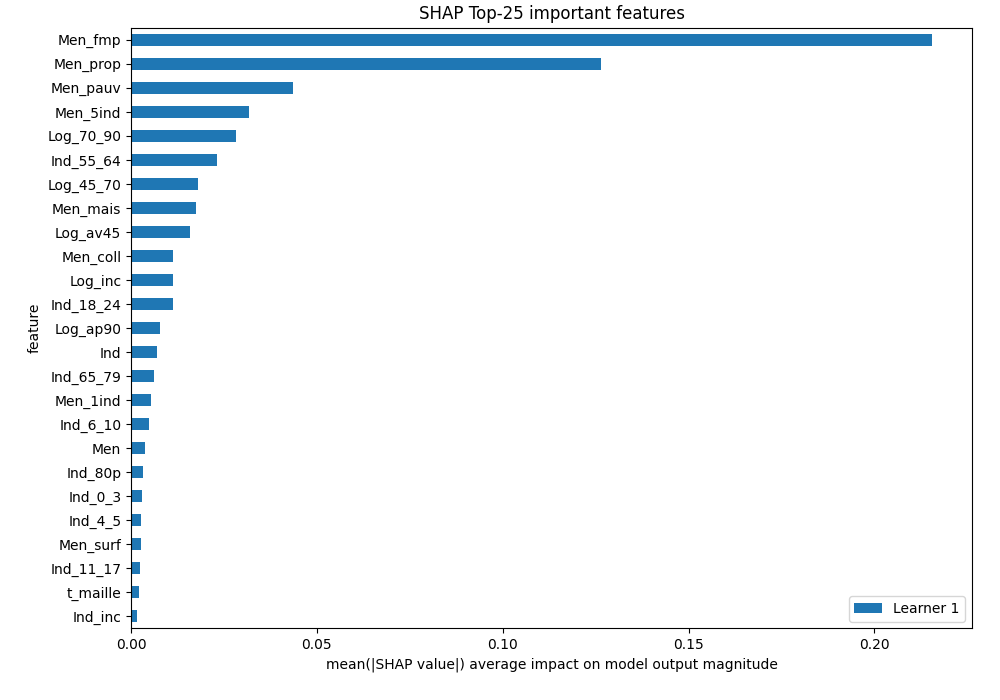 SHAP Top-25 important features
Men_fmp
Men_prop
Men_pauv
Men_5ind
Log_70_90
Ind_55_64
Log_45_70
Men_mais
Log_av45
Men_coll
Log_inc
Ind_18_24
Log_ap90
Ind
Ind_65_79
Men_1ind
Ind_6_10
Men
Ind_80p
Ind_0_3
Ind_4_5
Men_surf
Ind_11_17
t_maille
Ind_inc
feature
Learner 1
0.00 0.05 0.10 0.15 0.20
mean(|SHAP value|) average impact on model output magnitude